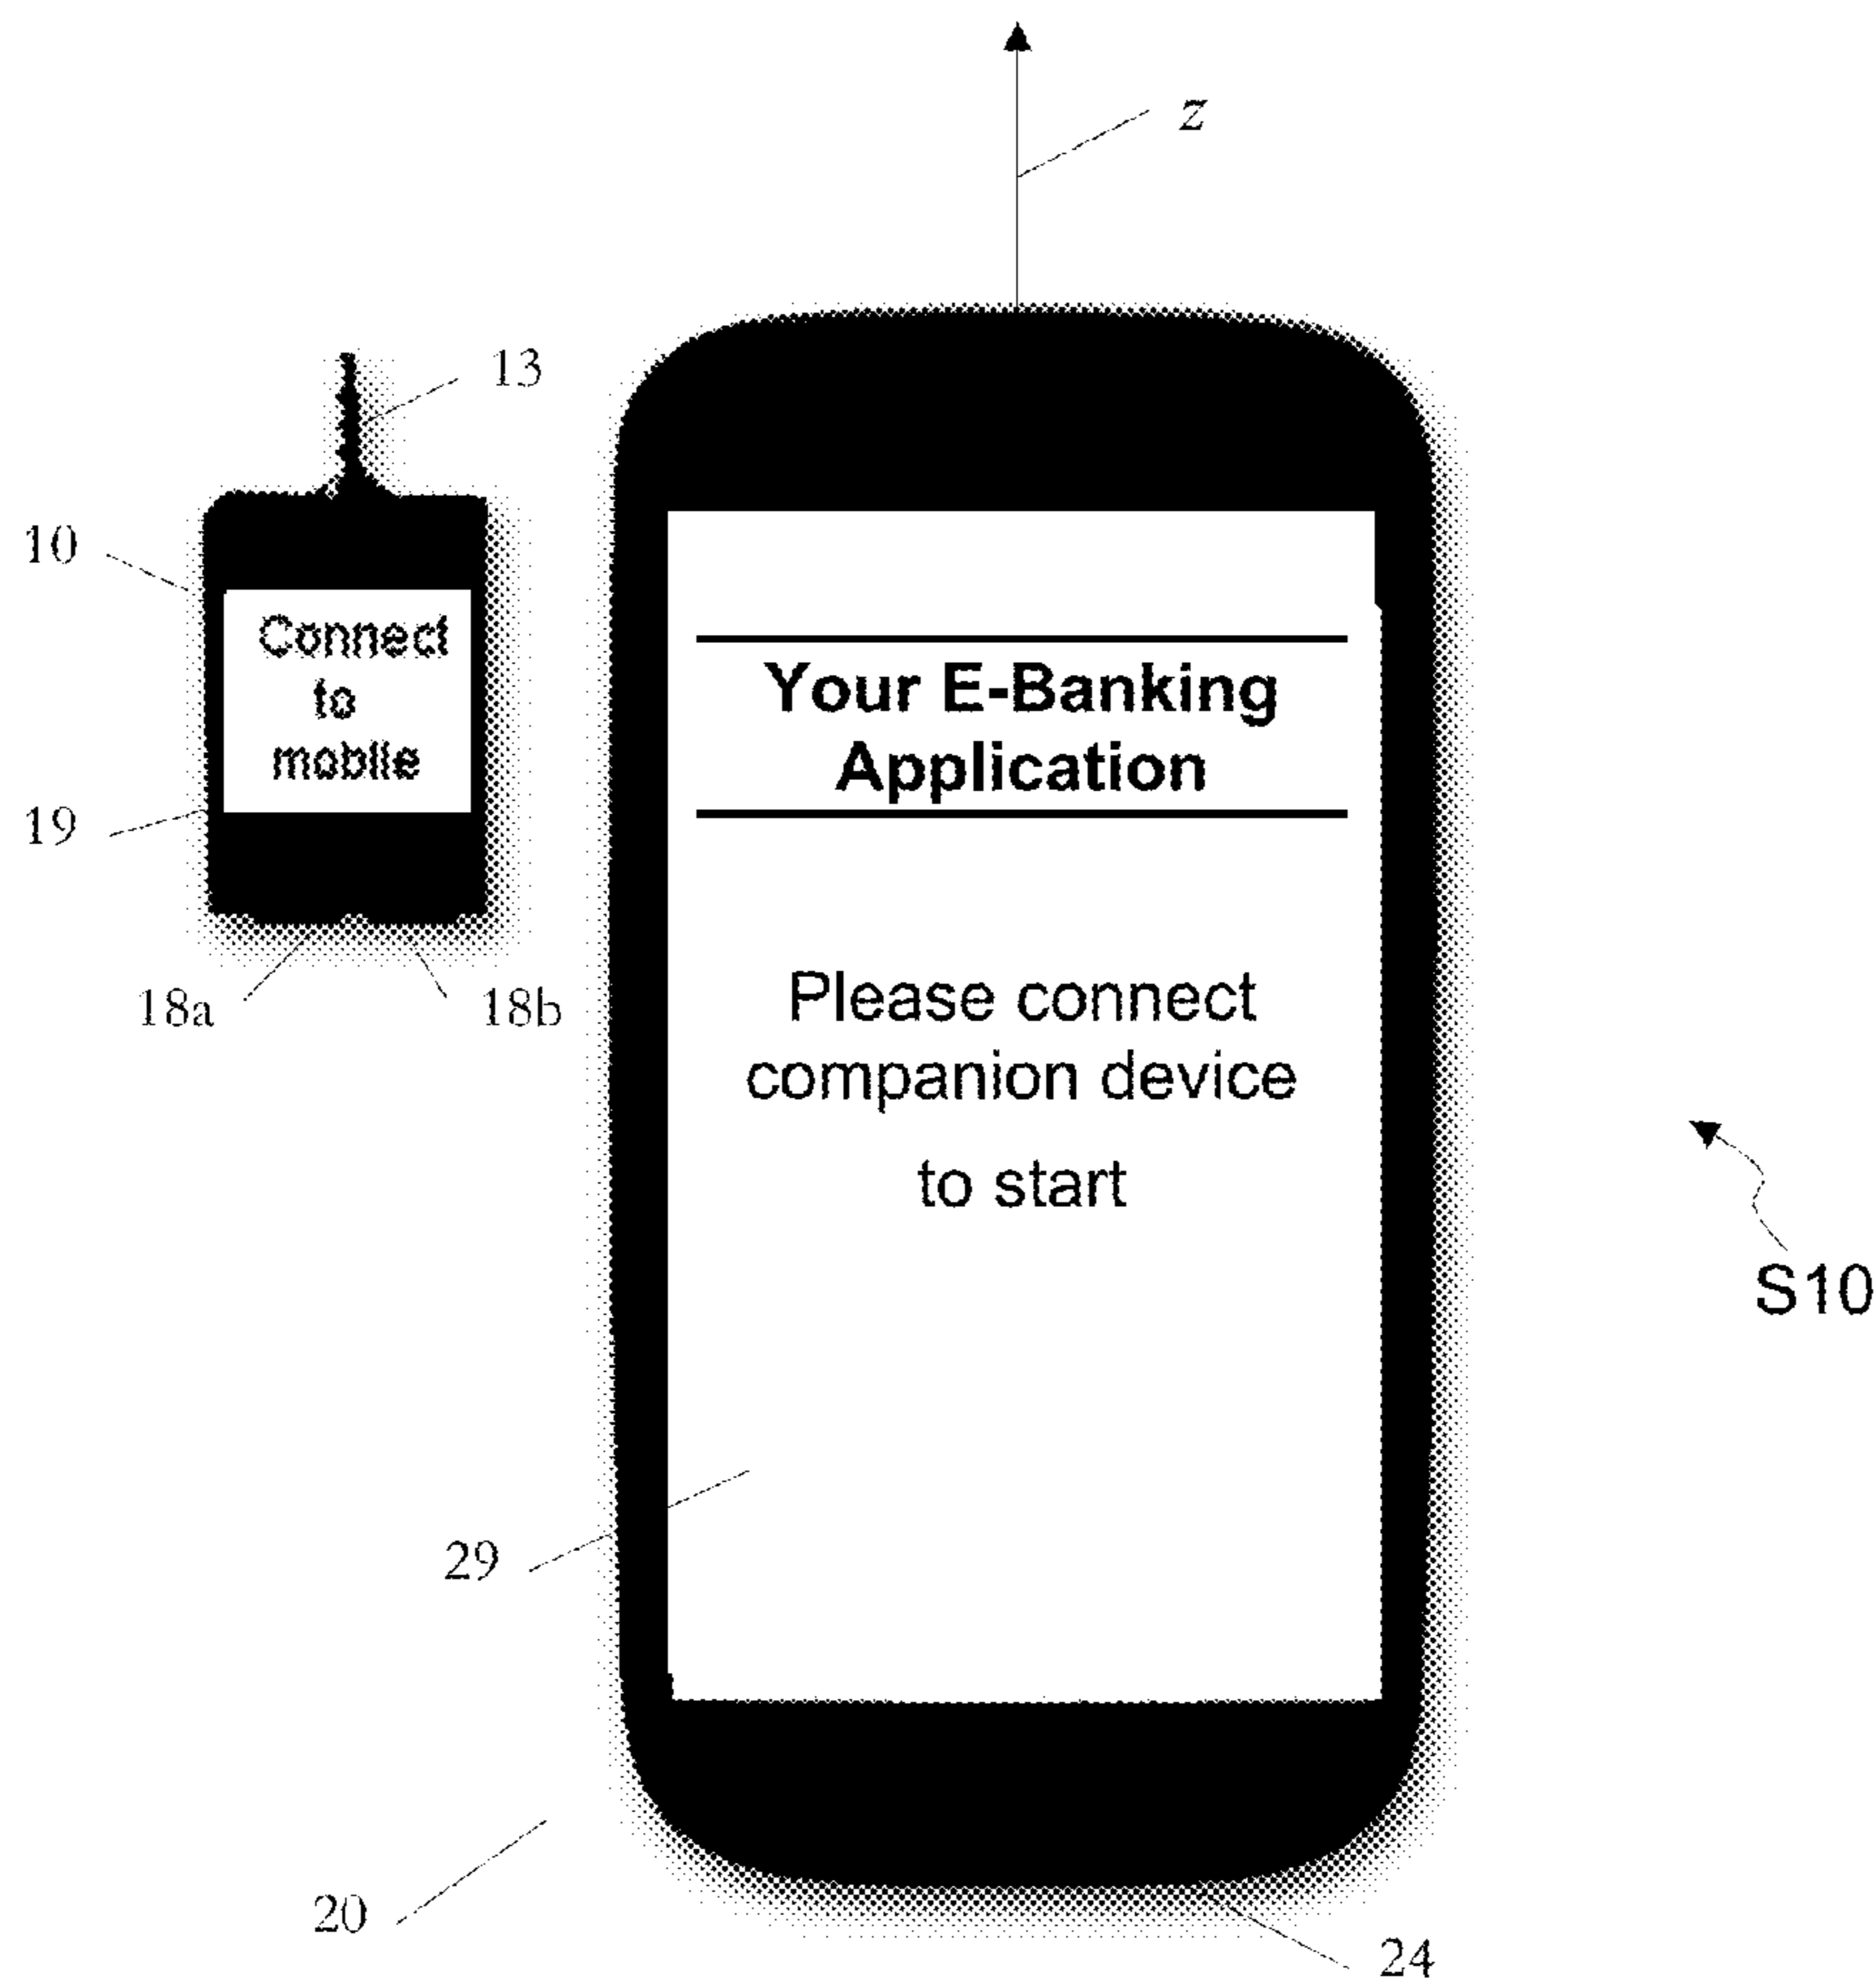 z
13
10
Connect
to
mobile
19
18a
18b
Your E-Banking
Application
Please connect
companion device
to start
S10
29
20
24